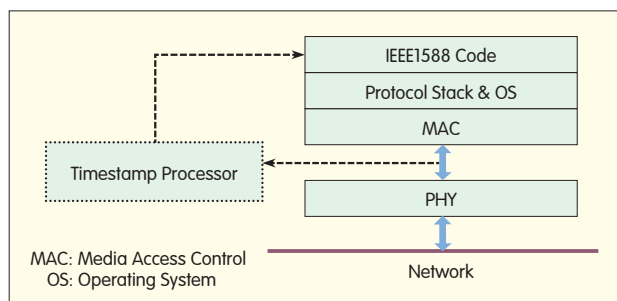 IEEE1588 Code
Protocol Stack & OS
MAC
Timestamp Processor
PHY
MAC: Media Access Control
OS: Operating System
Network